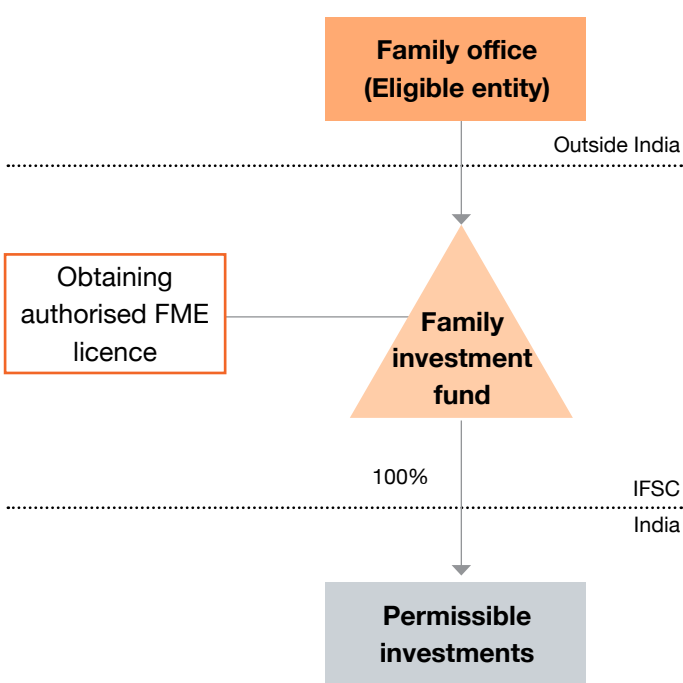 Family office
(Eligible entity)
Outside India
Obtaining
authorised FME
licence
Family
investment
fund
100%
IFSC
India
Permissible
investments